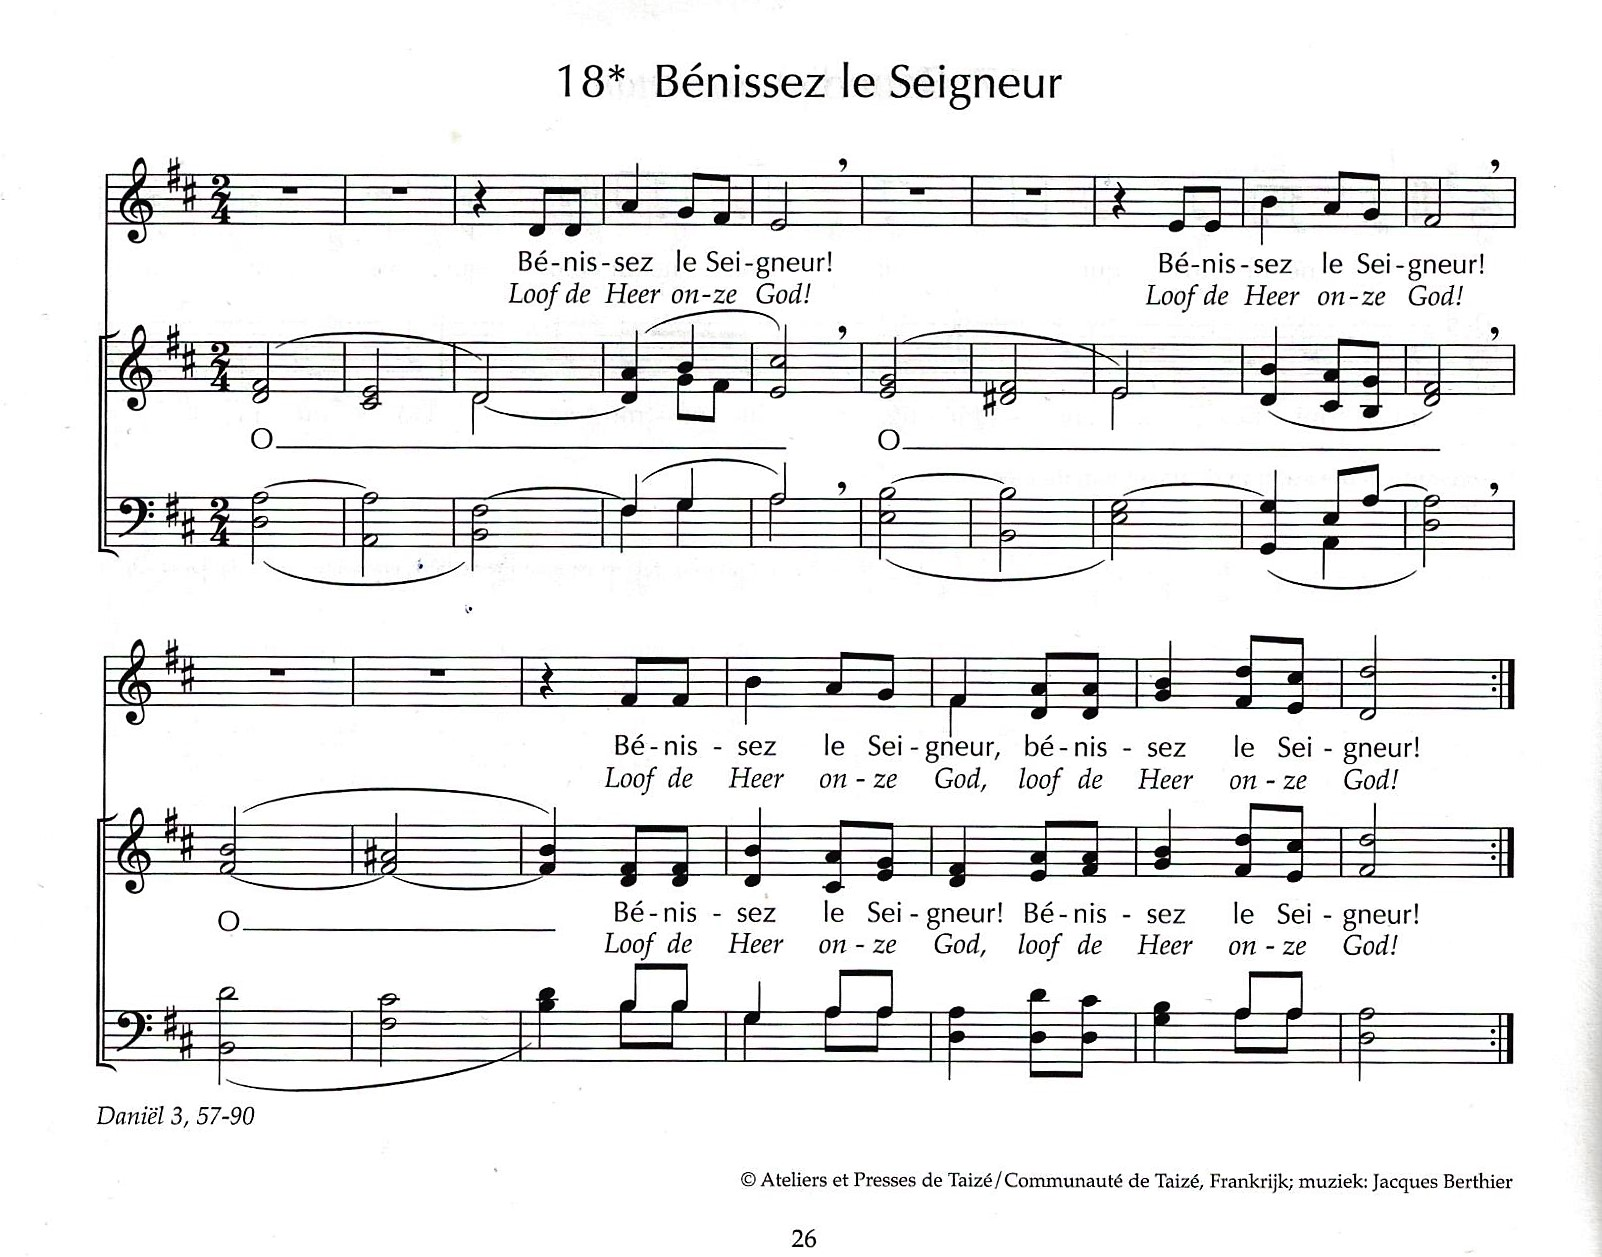 18* Bénissez le Seigneur
Bé-nis-sez le Sei-gneur! Bé-nis-sez le Sei-gneur!
Loof de Heer on-ze God! Loof de Heer on-ze God!
O O
Bé-nis-sez le Sei-gneur, bé-nis-sez le Sei-gneur!
Loof de Heer on-ze God, loof de Heer on-ze God!
O Bé-nis-sez le Sei-gneur! Bé-nis-sez le Sei-gneur!
Loof de Heer on-ze God, loof de Heer on-ze God!
Daniël 3, 57-90
© Ateliers et Presses de Taizé/Communauté de Taizé, Frankrijk; muziek: Jacques Berthier
26